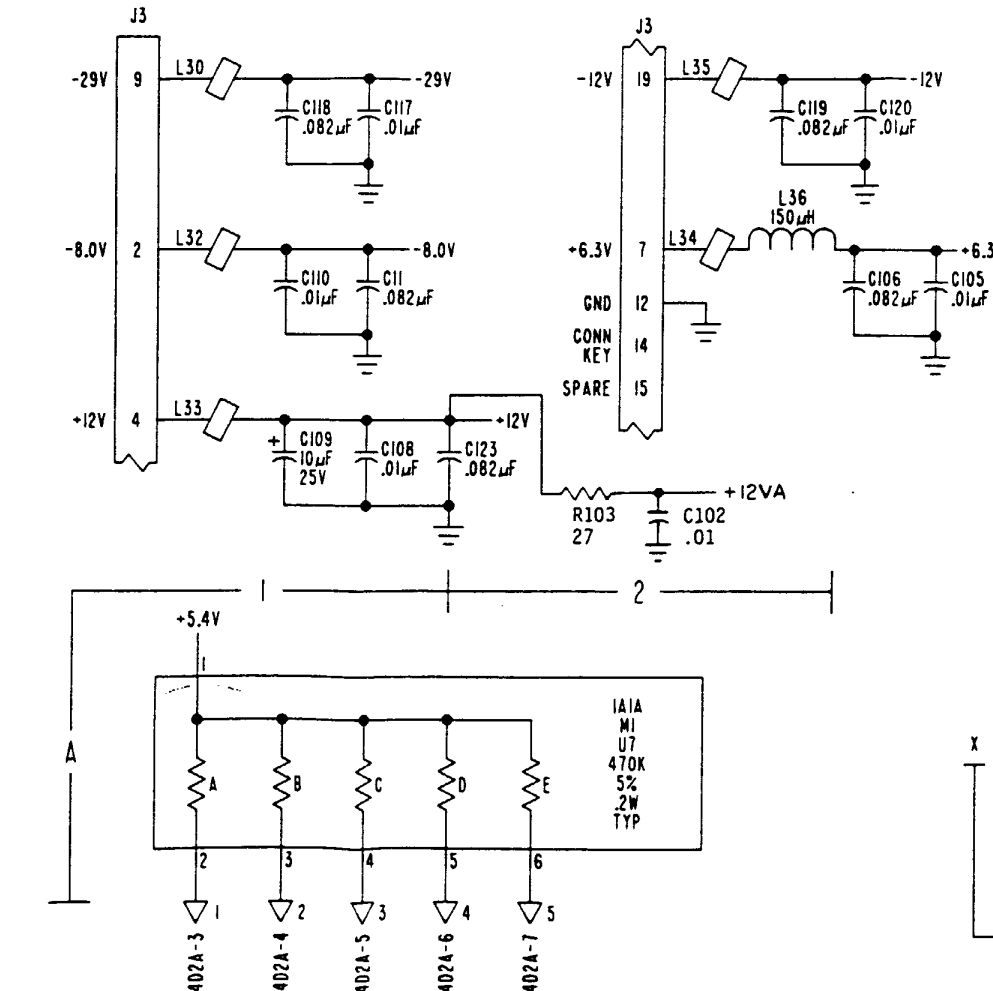 J3
-29V 9 L30 -29V
C118 .082µF
C117 .01µF
-8.0V 2 L32 -8.0V
C110 .01µF
C11 .082µF
+12V 4 L33 +12V
+ C109 10µF 25V
C108 .01µF
C123 .082µF
J3
-12V 19 L35 -12V
C119 .082µF
C120 .01µF
L36
150µH
+6.3V 7 L34 +6.3
C106 .082µF
C105 .01µF
GND 12
CONN KEY 14
SPARE 15
R103
27
+12VA
C102
.01
1 2
A
+5.4V
1
A B C D E
1A1A
M1
U7
470K
5%
.2W
TYP
2 3 4 5 6
1 2 3 4 5
4D2A-3
4D2A-4
4D2A-5
4D2A-6
4D2A-7
X